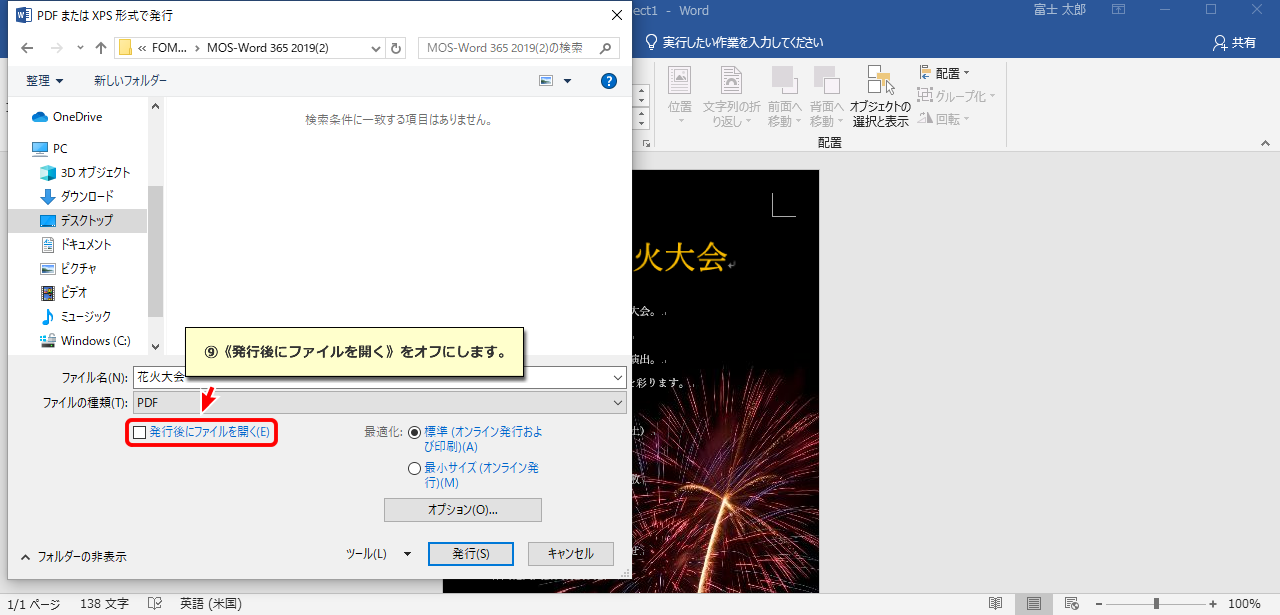 PDF または XPS 形式で発行
ect1 - Word
富士 太郎
« FOM... › MOS-Word 365 2019(2)
MOS-Word 365 2019(2)の検索
実行したい作業を入力してください
共有
整理
新しいフォルダー
位置
文字列の折
り返し
前面へ
移動
背面へ
移動
オブジェクトの
選択と表示
配置
グループ化
回転
配置
検索条件に一致する項目はありません。
OneDrive
PC
3D オブジェクト
ダウンロード
デスクトップ
ドキュメント
ピクチャ
ビデオ
ミュージック
Windows (C:)
火大会
大会。
演出。
を彩ります。
土)
⑨《発行後にファイルを開く》をオフにします。
ファイル名(N): 花火大会
ファイルの種類(T): PDF
発行後にファイルを開く(E)
最適化:
標準 (オンライン発行およ
び印刷)(A)
最小サイズ (オンライン発
行)(M)
オプション(O)...
フォルダーの非表示
ツール(L)
発行(S)
キャンセル
1/1 ページ 138 文字 英語 (米国)
100%